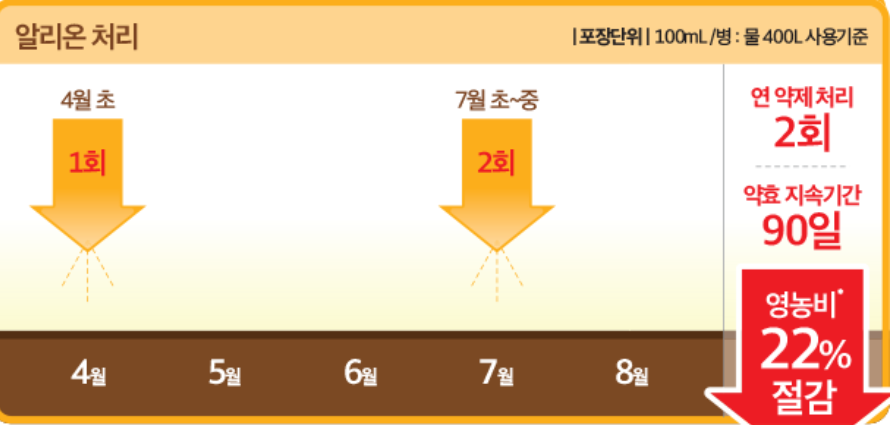 알리온 처리
|포장단위| 100mL/병 : 물 400L 사용기준
4월 초
7월 초~중
1회
2회
연 약제 처리
2회
약효 지속기간
90일
영농비*
22%
절감
4월 5월 6월 7월 8월